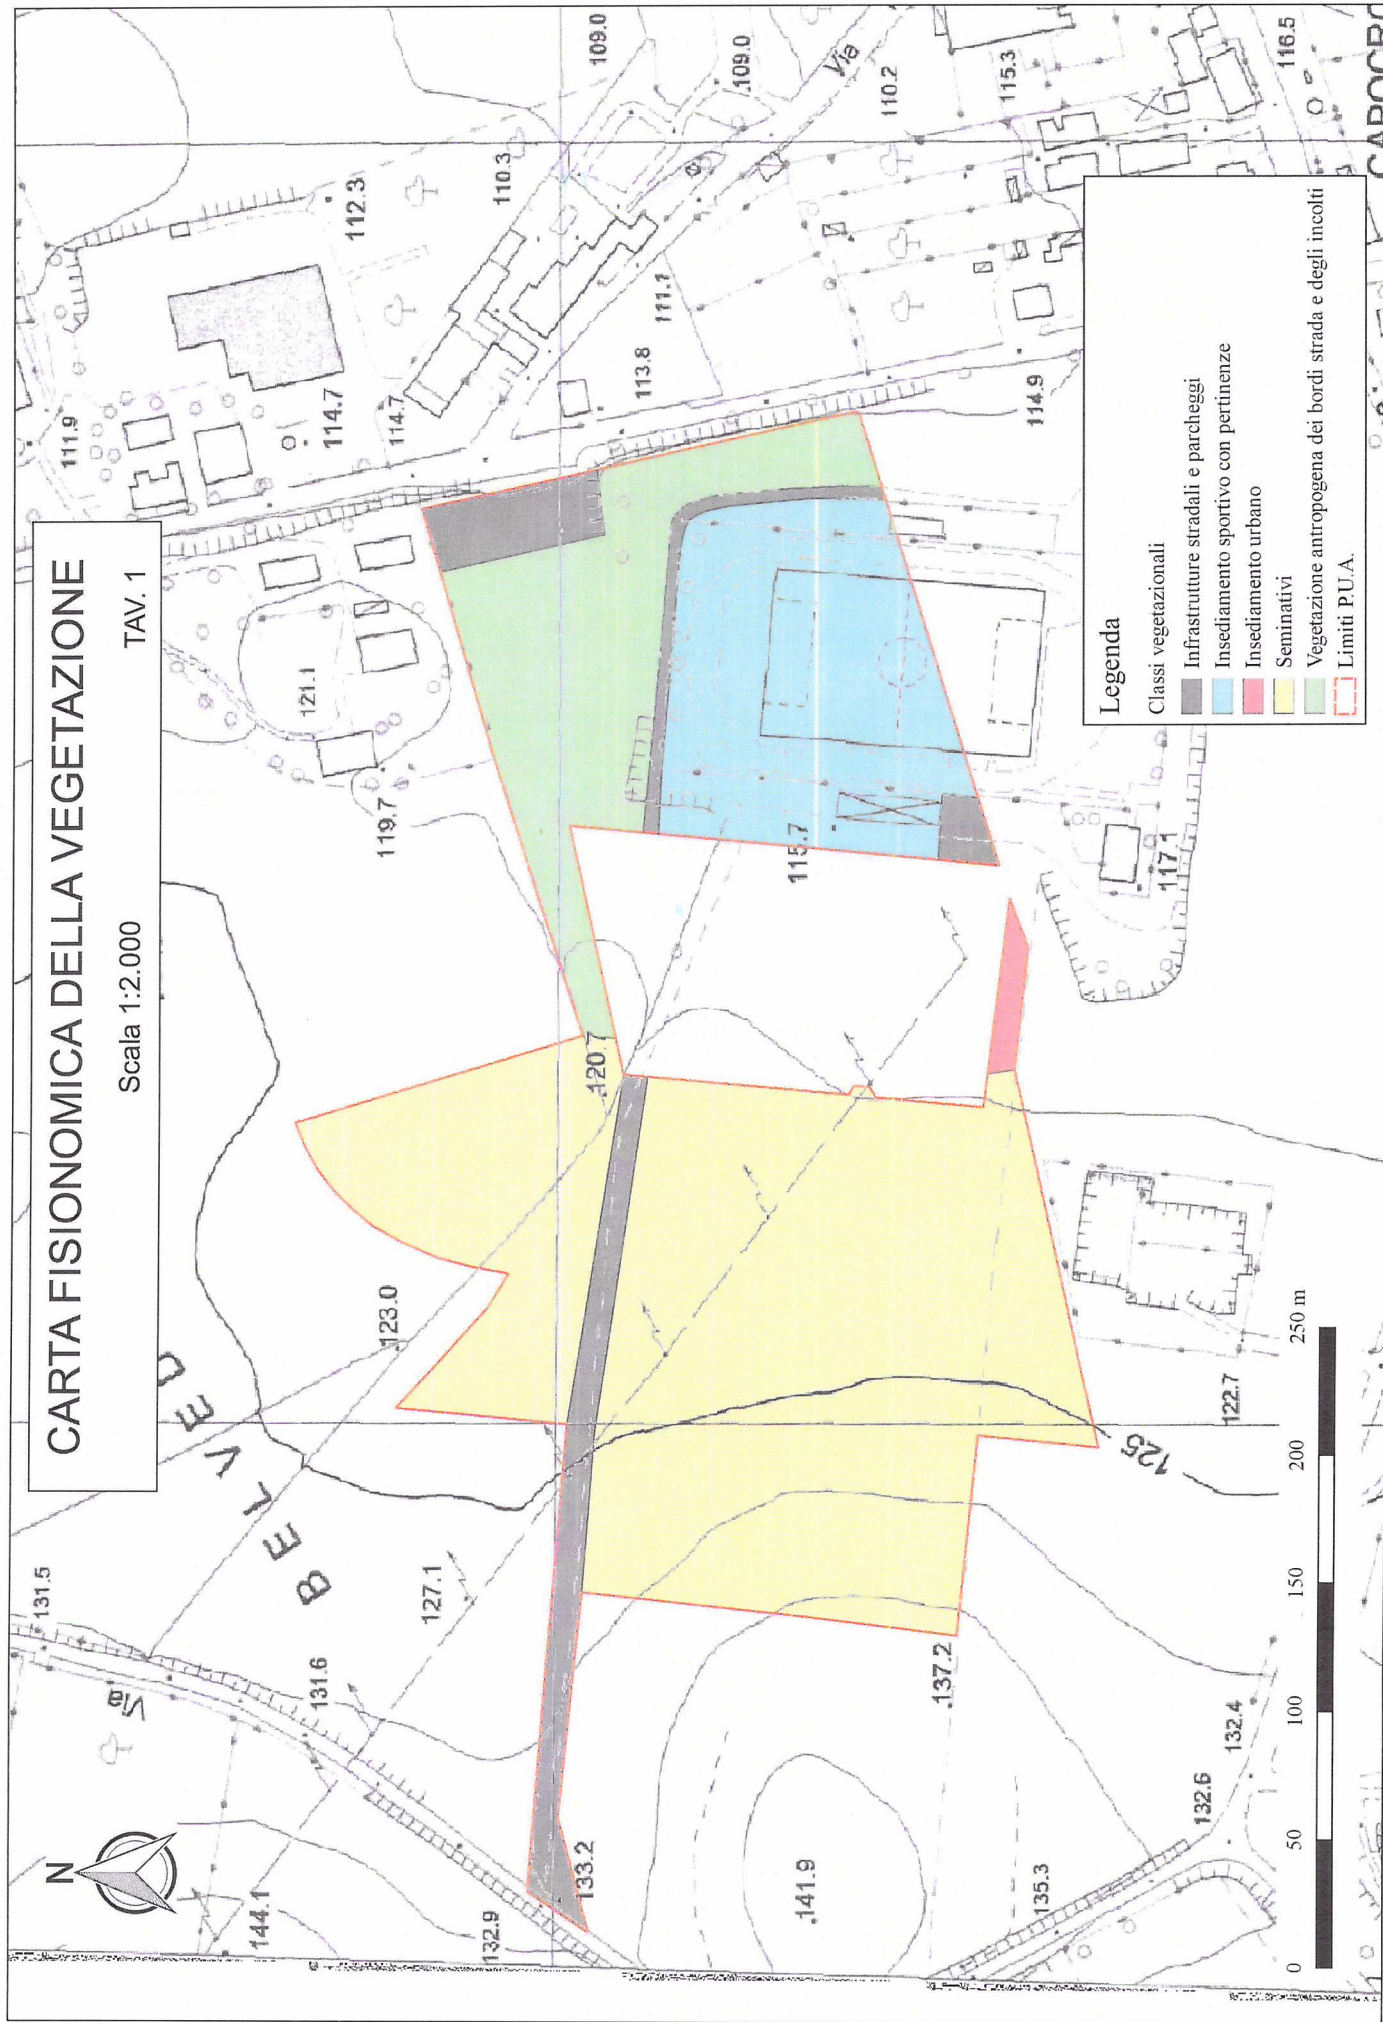 CARTA FISIONOMICA DELLA VEGETAZIONE
Scala 1:2.000
TAV. 1
N
144.1
132.9
133.2
131.5
131.6
Via
127.1
123.0
120.7
119.7
121.1
111.9
114.7
114.7
112.3
110.3
109.0
109.0
Via
110.2
115.3
116.5
111.1
113.8
114.9
115.7
117.1
122.7
125
137.2
141.9
135.3
132.6
132.4
Legenda
Classi vegetazionali
Infrastrutture stradali e parcheggi
Insediamento sportivo con pertinenze
Insediamento urbano
Seminativi
Vegetazione antropogena dei bordi strada e degli incolti
Limiti P.U.A.
0 50 100 150 200 250 m